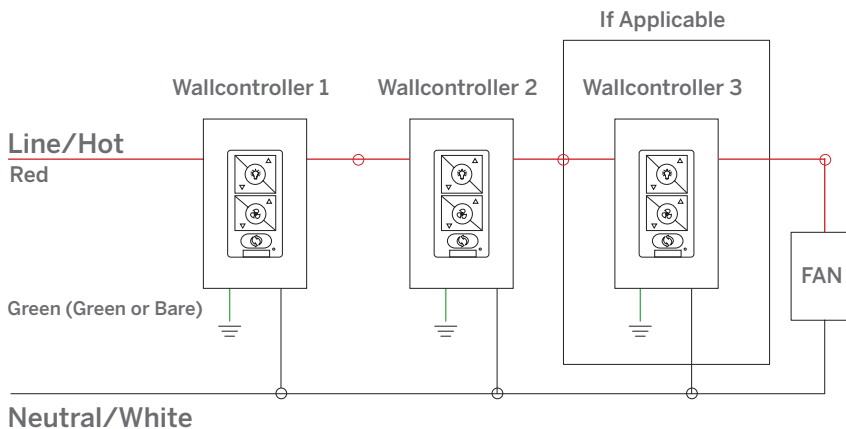 If Applicable
Wallcontroller 1
Wallcontroller 2
Wallcontroller 3
Line/Hot
Red
FAN
Green (Green or Bare)
Neutral/White